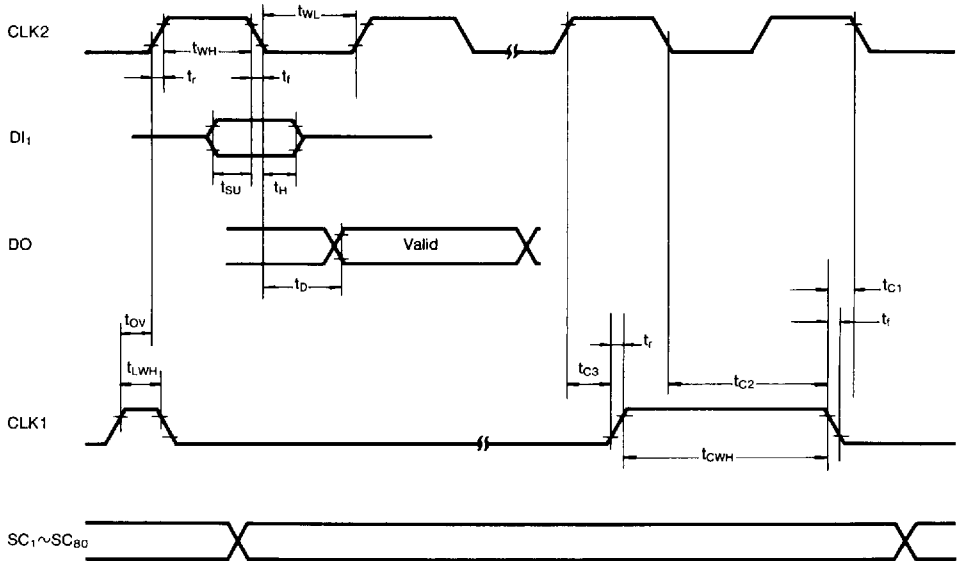 CLK2
tWH
tWL
tr
tf
DI1
tSU
tH
DO
Valid
tD
tC1
tOV
tf
tr
tLWH
tC3
tC2
CLK1
tCWH
SC1~SC80